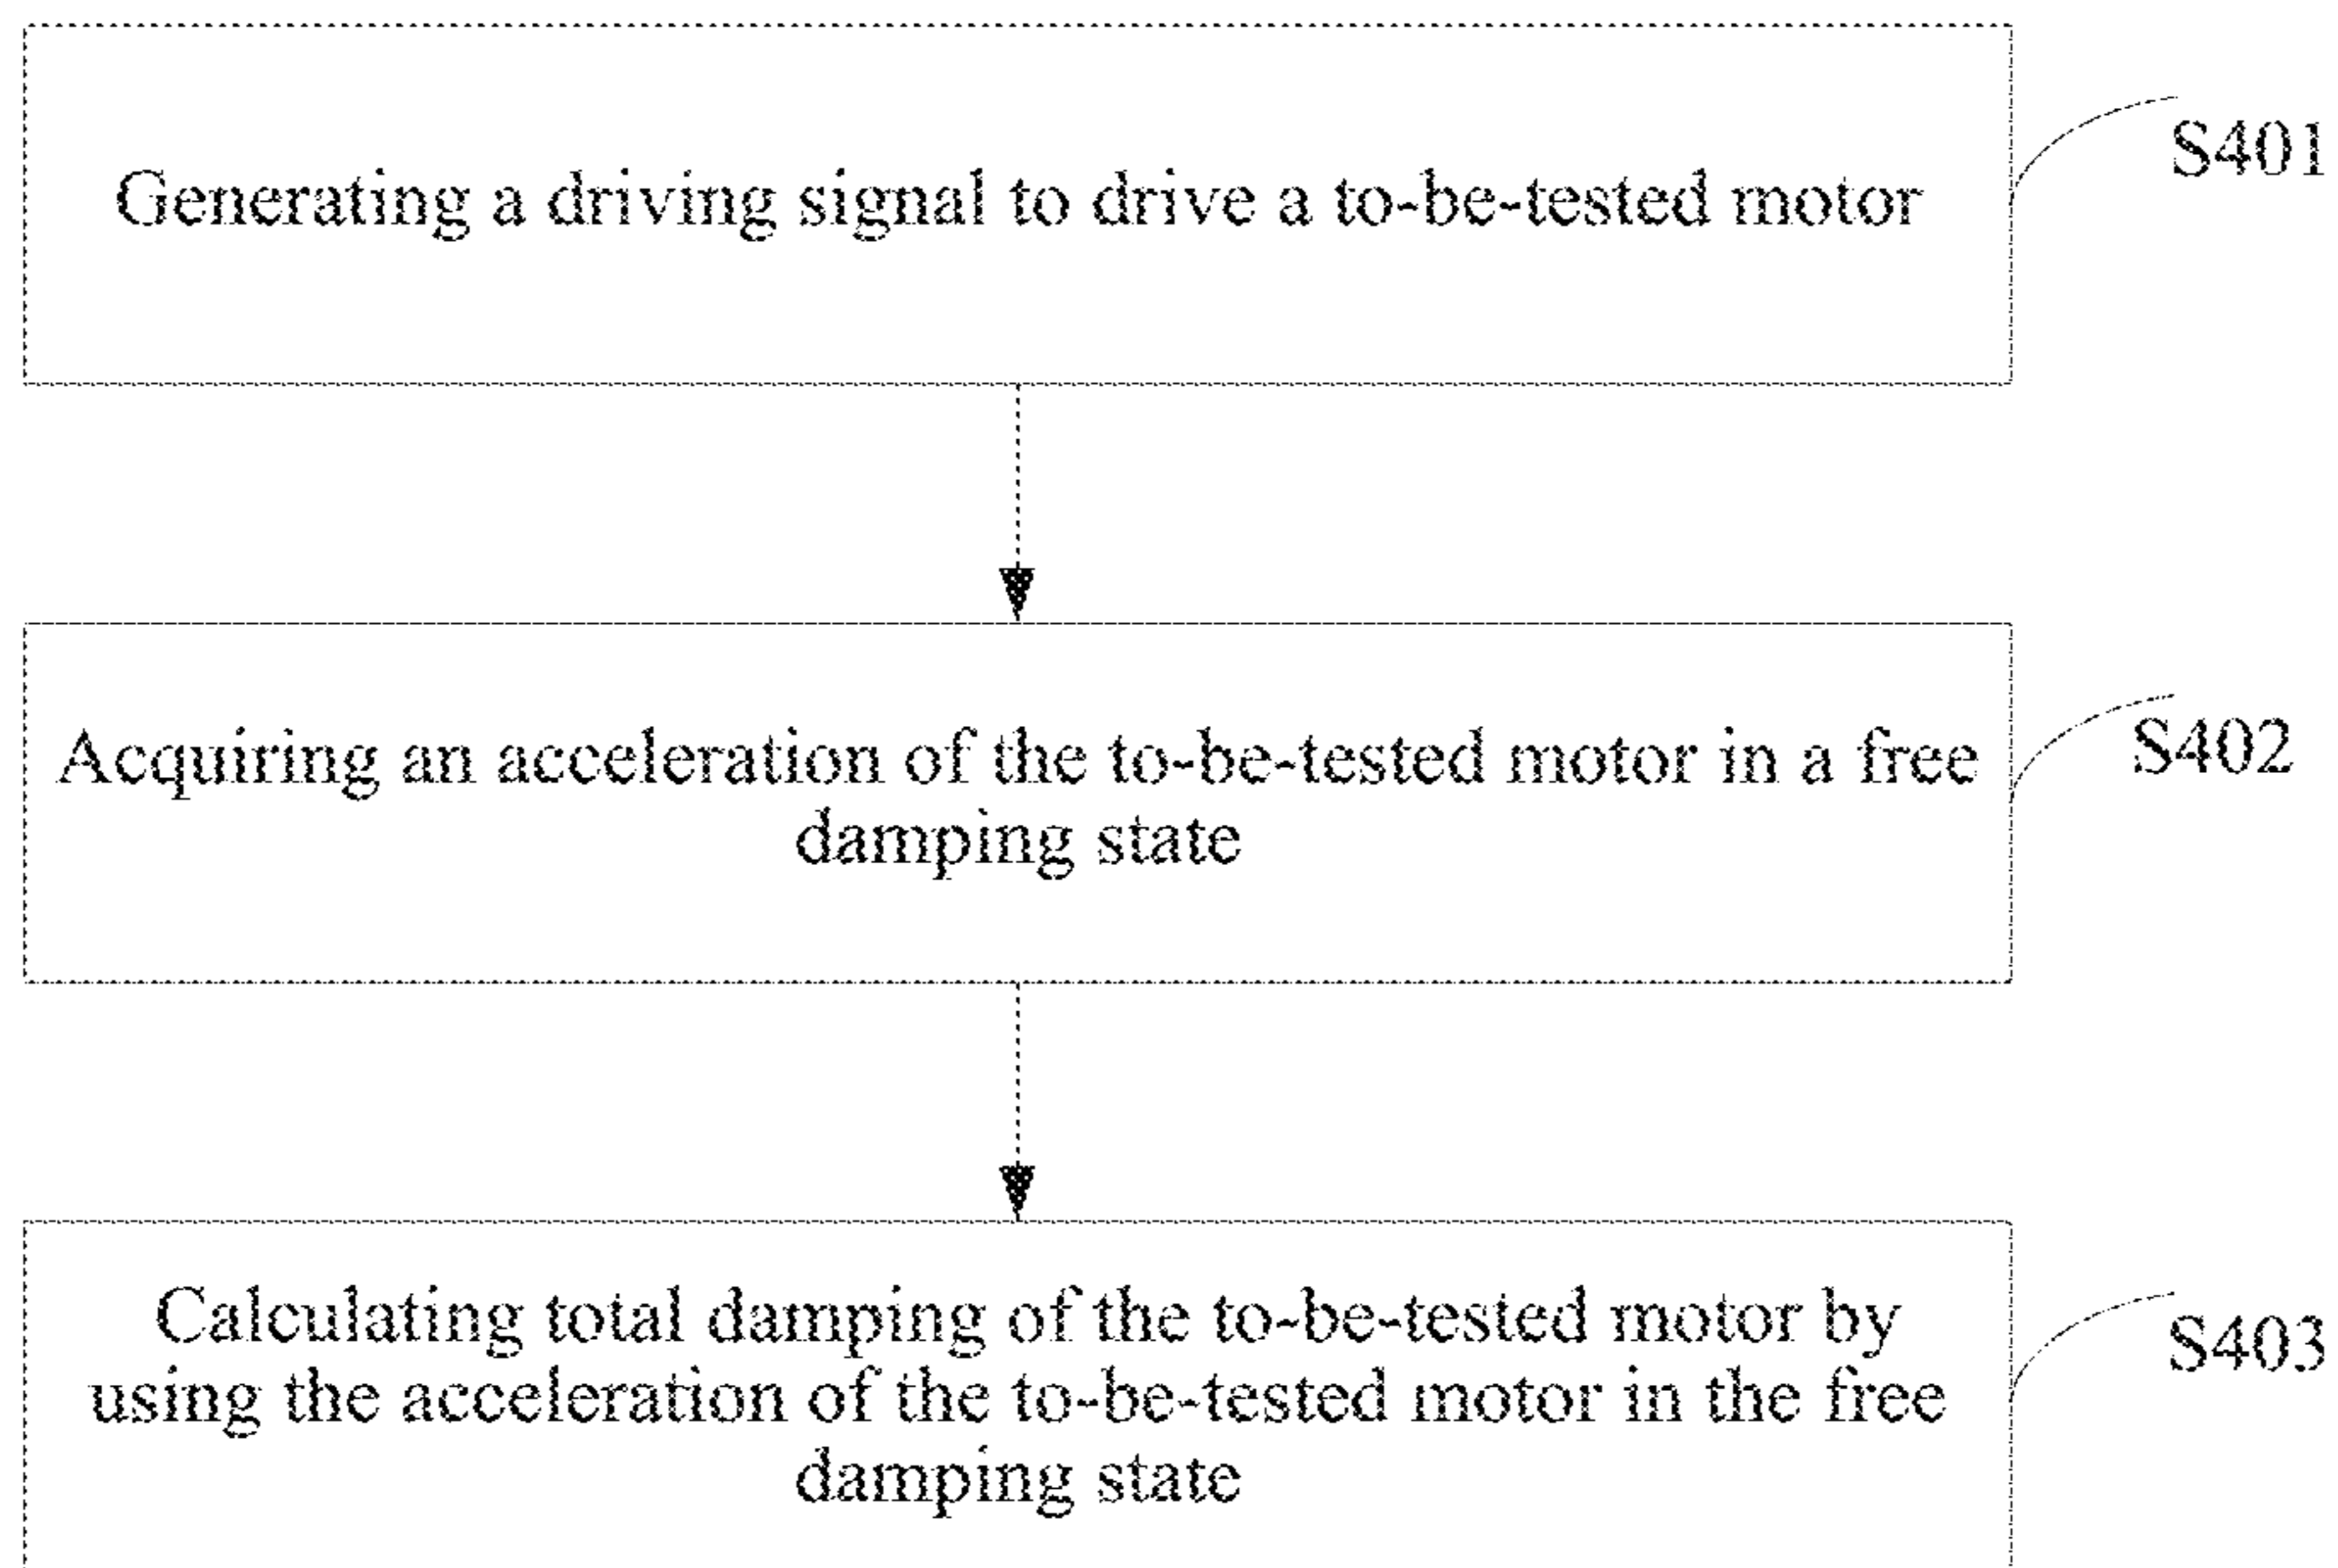 Generating a driving signal to drive a to-be-tested motor
S401
Acquiring an acceleration of the to-be-tested motor in a free
damping state
S402
Calculating total damping of the to-be-tested motor by
using the acceleration of the to-be-tested motor in the free
damping state
S403